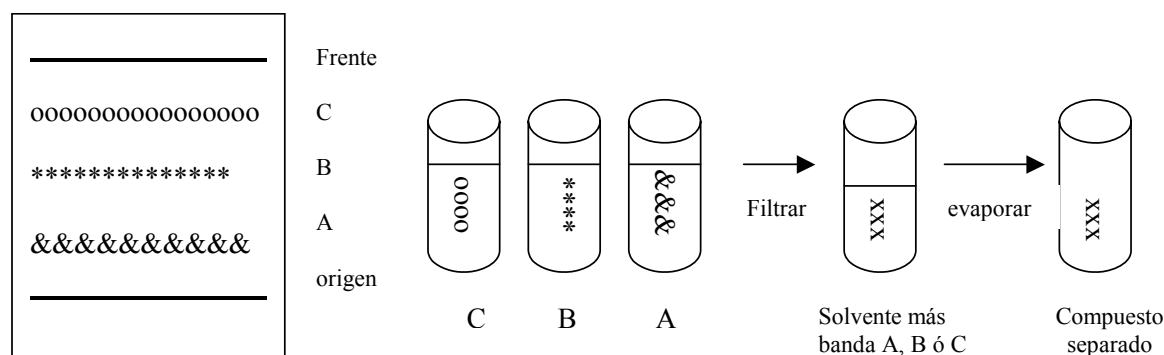 Frente
oooooooooooooooo
C
**************
B
&&&&&&&&&&
A
origen
oooo
****
&&&
C
B
A
Filtrar
xxx
Solvente más
banda A, B ó C
evaporar
xxx
Compuesto
separado